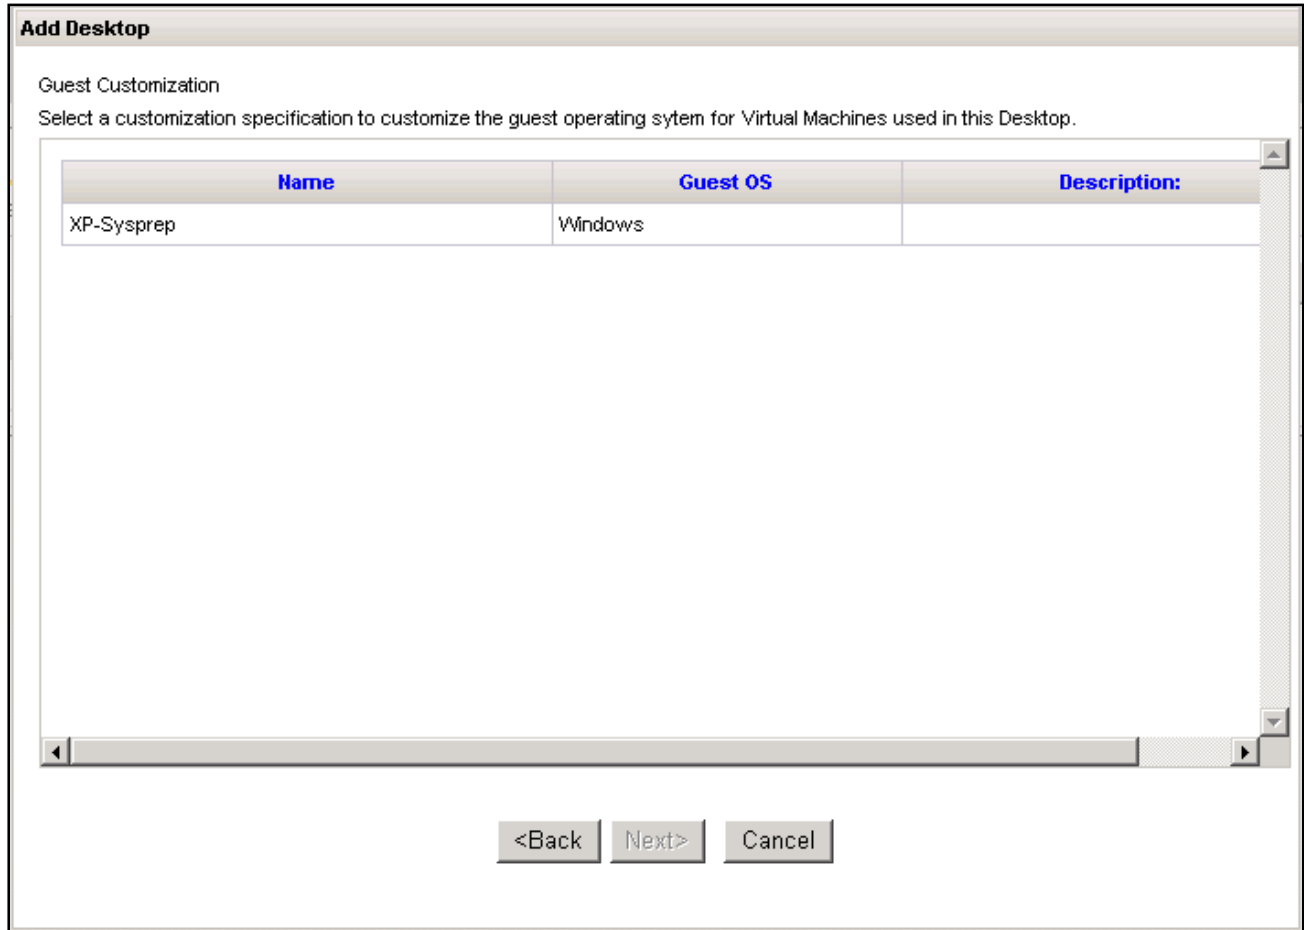 Add Desktop
Guest Customization
Select a customization specification to customize the guest operating sytem for Virtual Machines used in this Desktop.
Name Guest OS Description:
XP-Sysprep Windows
<Back Next> Cancel